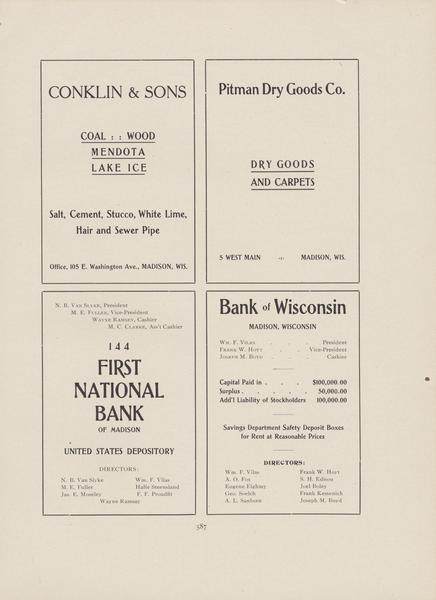 CONKLIN & SONS
COAL : : WOOD
MENDOTA
LAKE ICE
Salt, Cement, Stucco, White Lime,
Hair and Sewer Pipe
Office, 105 E. Washington Ave., MADISON, WIS.
Pitman Dry Goods Co.
DRY GOODS
AND CARPETS
5 WEST MAIN MADISON, WIS.
N. B. VAN SLYKE, President
M. E. FULLER, Vice-President
WAYNE RAMSEY, Cashier
M. C. CLARKE, Ass't Cashier
144
FIRST
NATIONAL
BANK
OF MADISON
UNITED STATES DEPOSITORY
DIRECTORS:
N. B. Van Slyke Wm. F. Vilas
M. E. Fuller Halle Steensland
Jas. E. Moseley F. F. Proudfit
Wayne Ramsay
Bank of Wisconsin
MADISON, WISCONSIN
WM. F. VILAS . . . President
FRANK W. HOYT . . . Vice-President
JOSEPH M. BOYD . . . Cashier
Capital Paid in . . . $100,000.00
Surplus . . . . . 50,000.00
Add'l Liability of Stockholders 100,000.00
Savings Department Safety Deposit Boxes
for Rent at Reasonable Prices
DIRECTORS:
Wm. F. Vilas Frank W. Hoyt
A. O. Fox S. H. Edison
Eugene Eighmy Joel Boley
Geo. Soelch Frank Kessenich
A. L. Sanborn Joseph M. Boyd
387